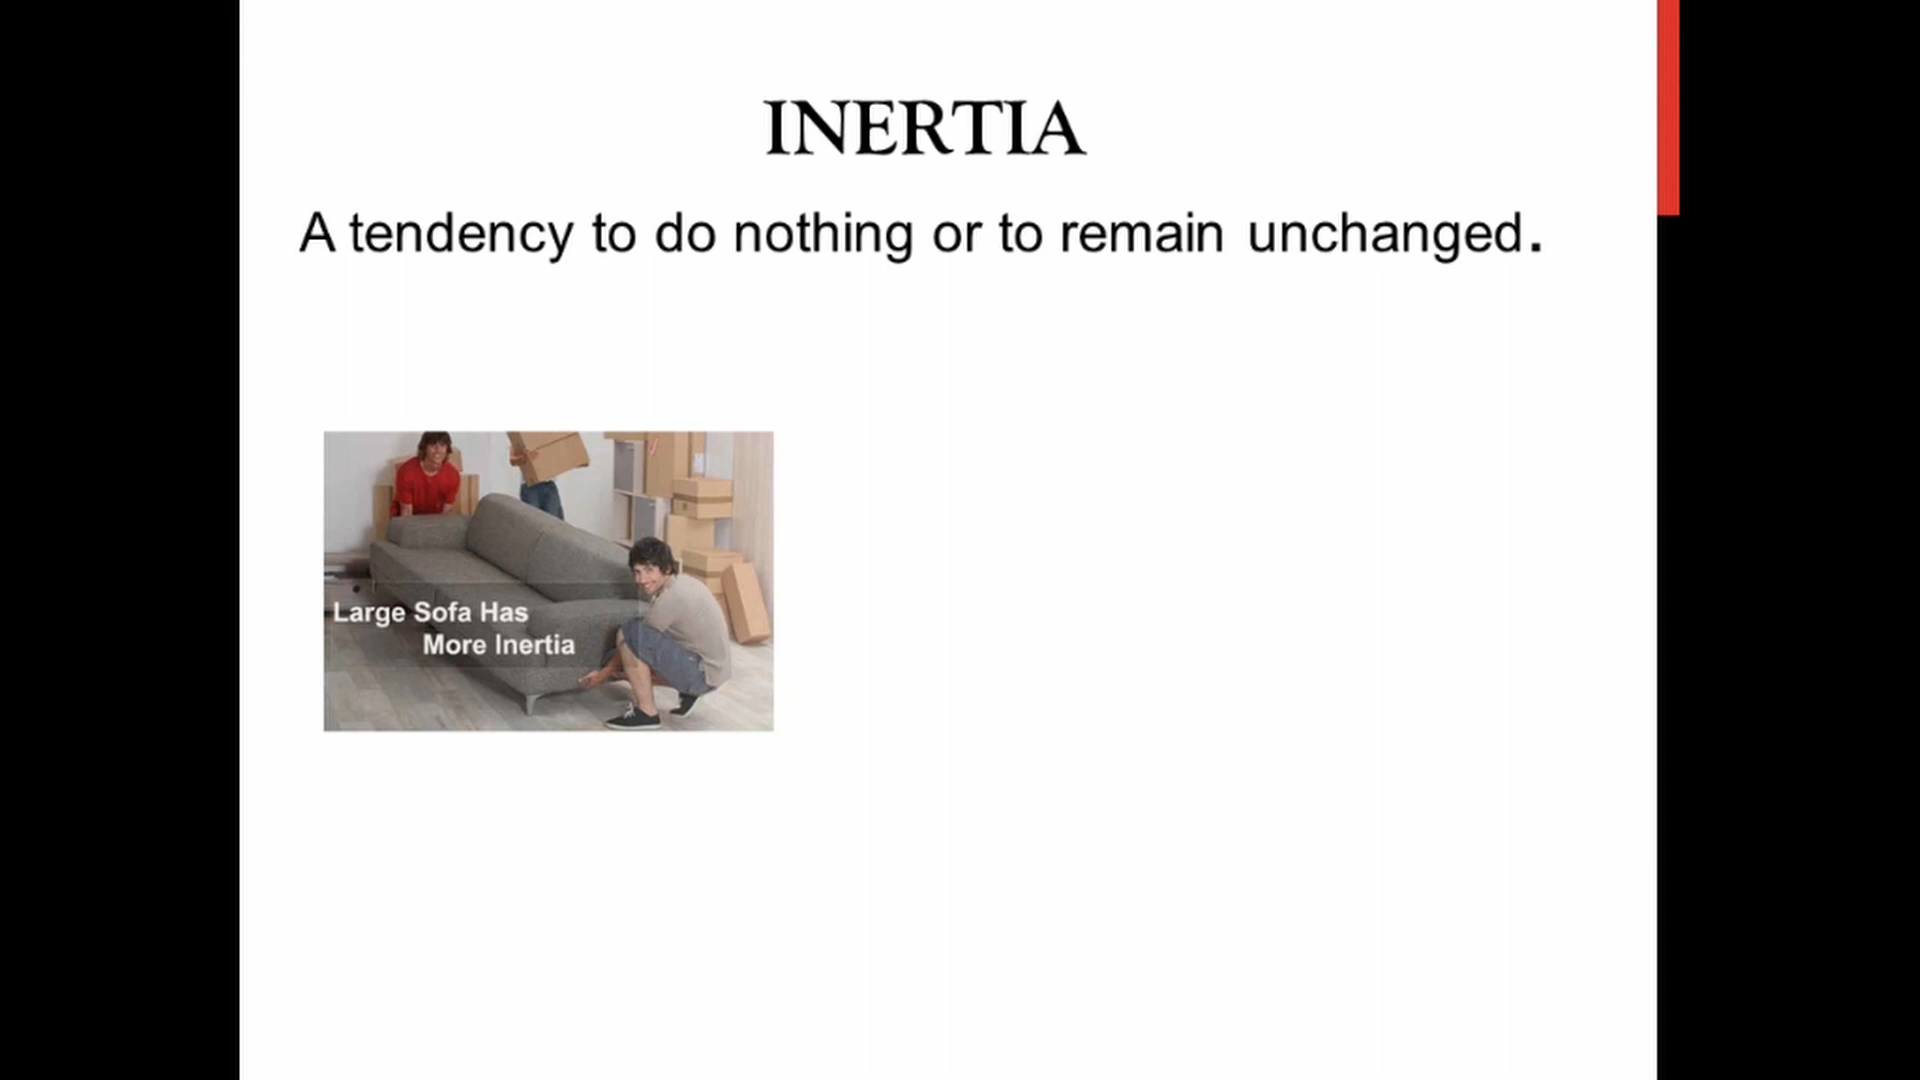 INERTIA
A tendency to do nothing or to remain unchanged.
Large Sofa Has
More Inertia